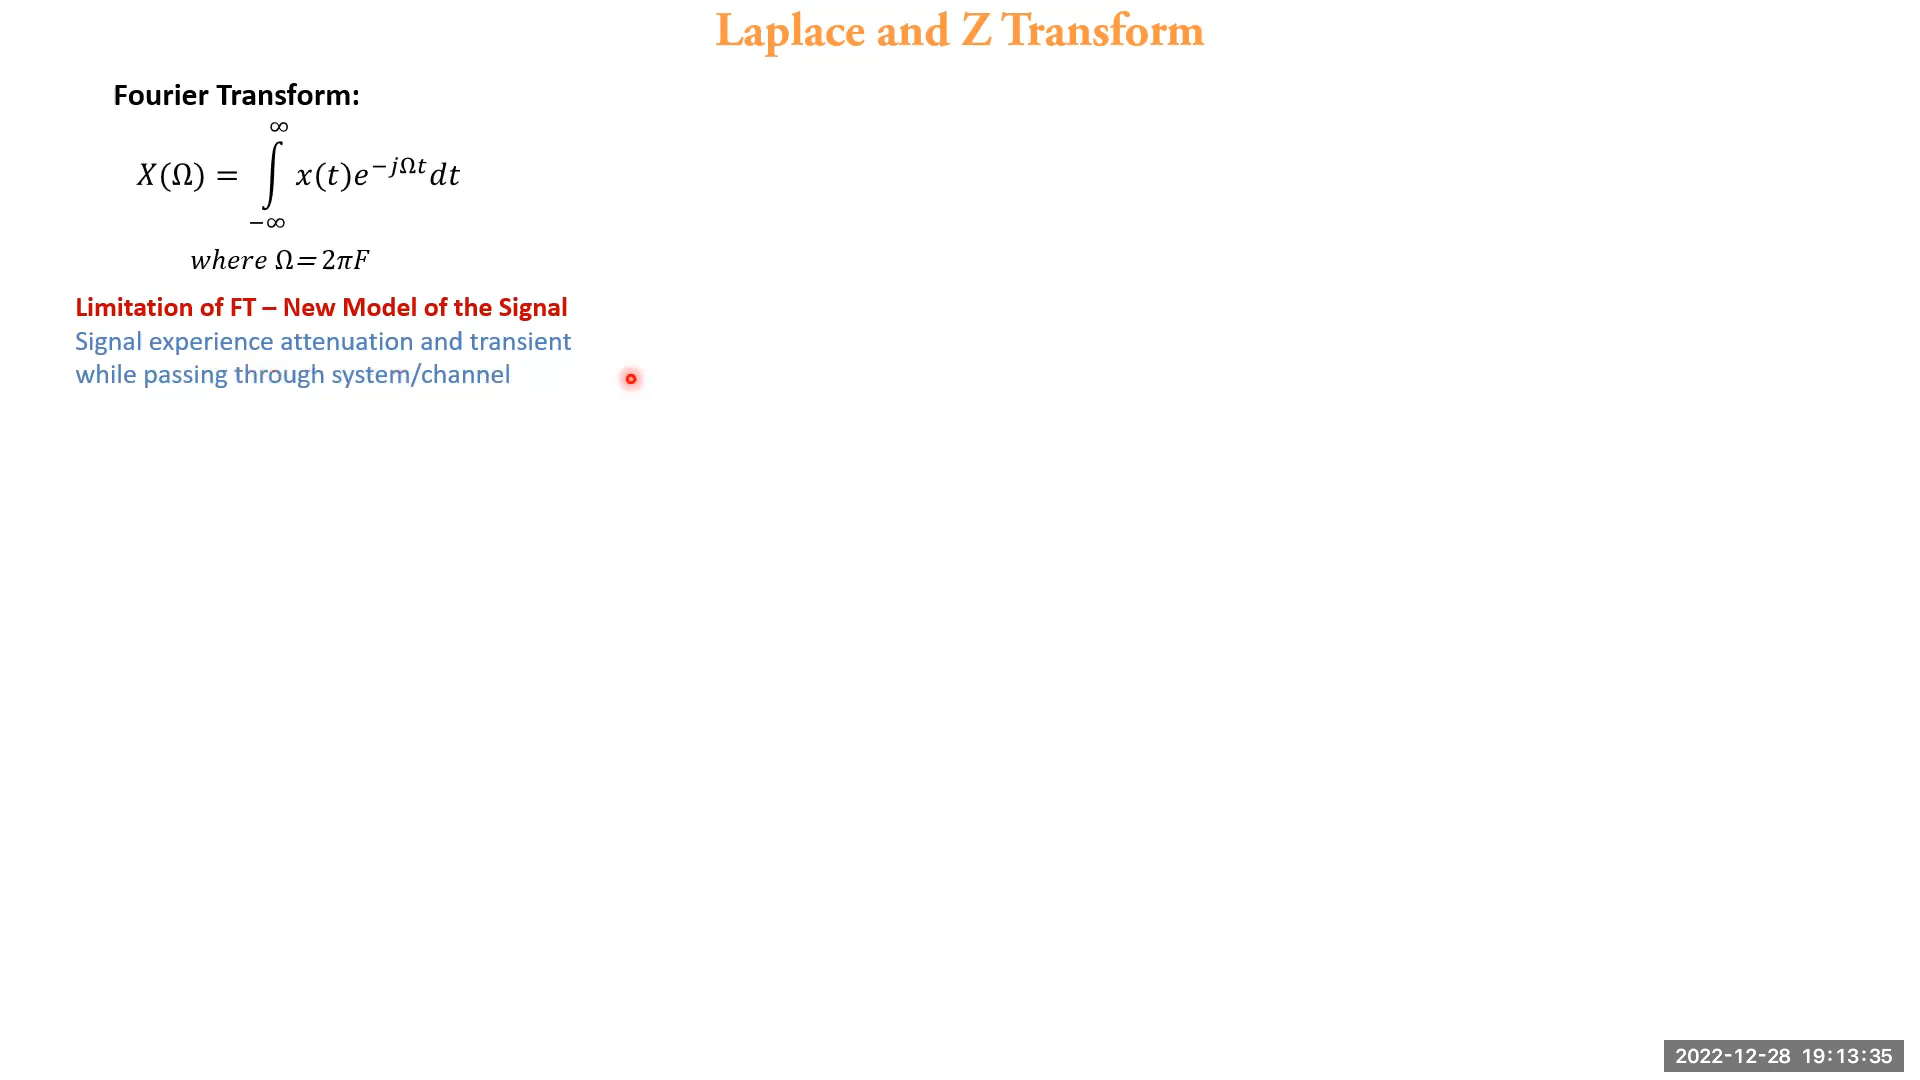 Laplace and Z Transform
Fourier Transform:
X(Ω) = ∫_{-∞}^{∞} x(t)e^{-jΩt} dt
where Ω=2πF
Limitation of FT – New Model of the Signal
Signal experience attenuation and transient
while passing through system/channel
2022-12-28 19:13:35